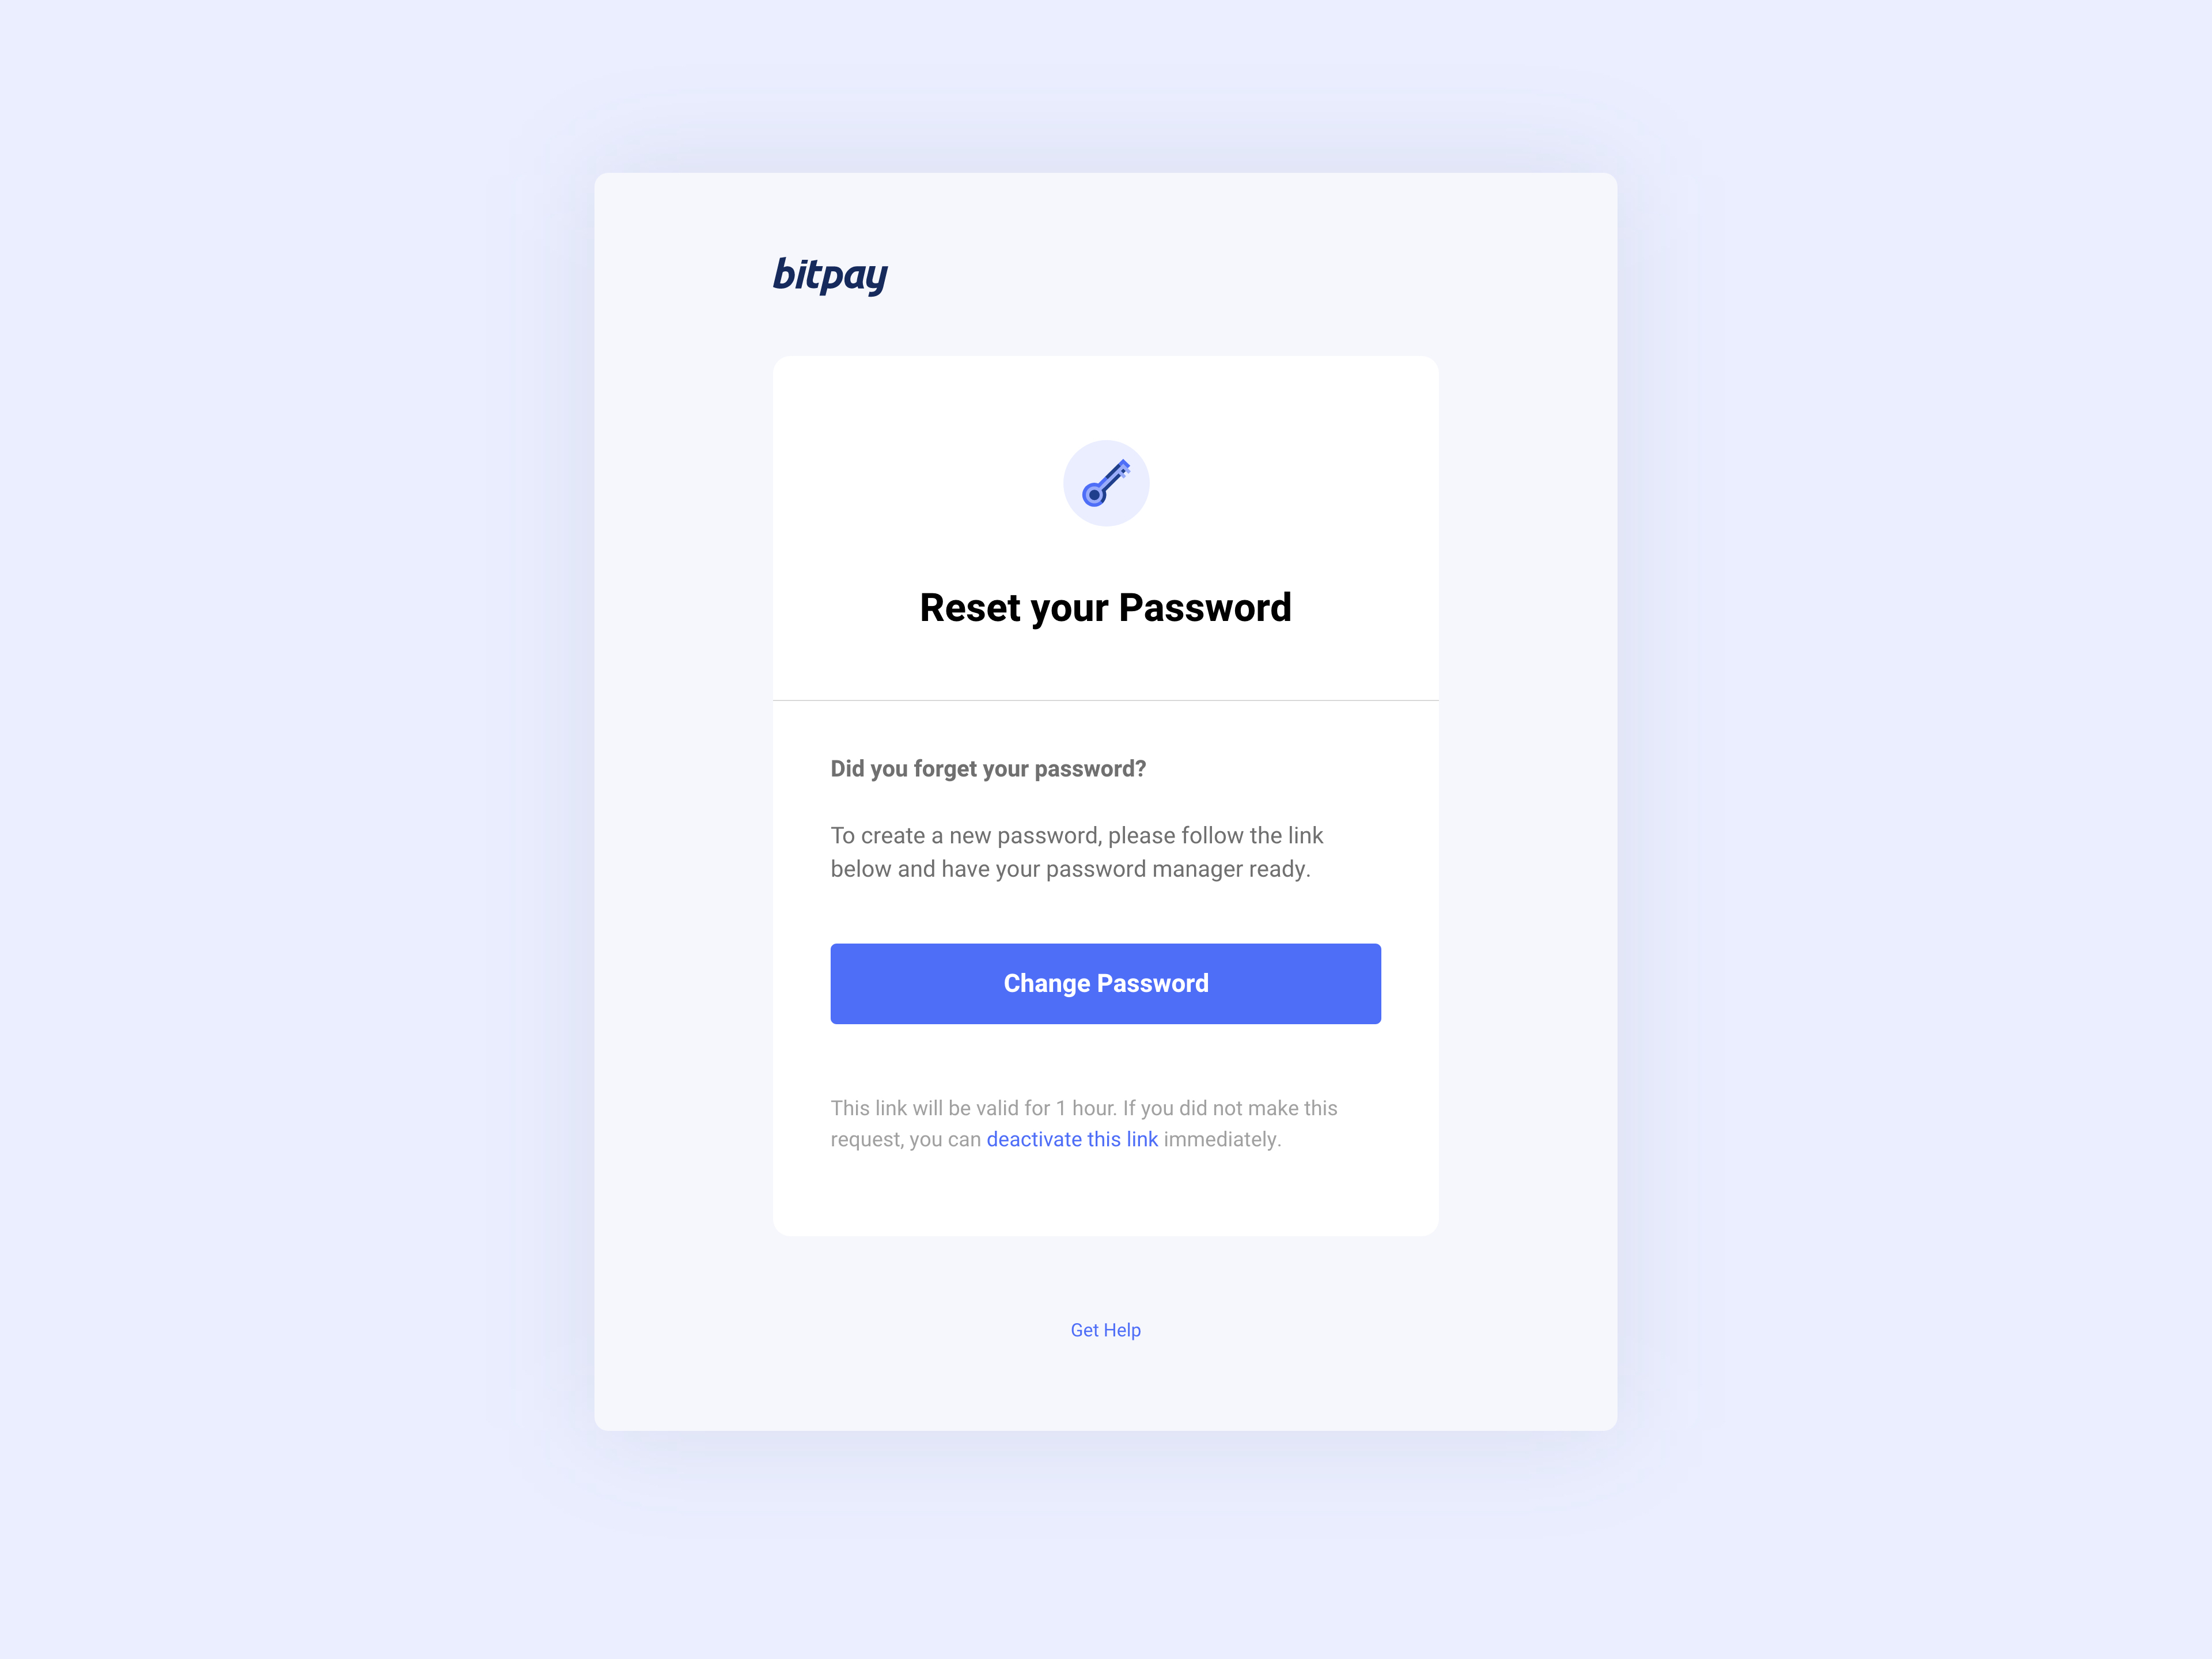 bitpay
Reset your Password
Did you forget your password?
To create a new password, please follow the link
below and have your password manager ready.
Change Password
This link will be valid for 1 hour. If you did not make this
request, you can deactivate this link immediately.
Get Help